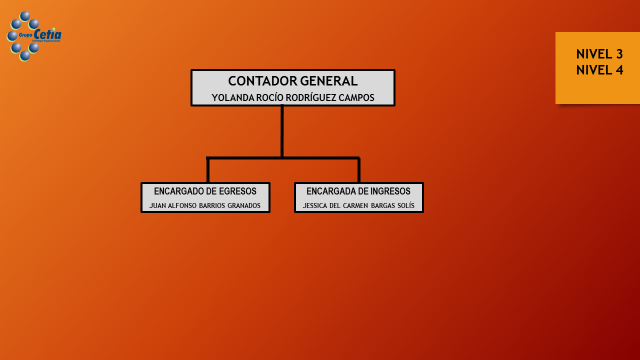 Grupo Cetia
NIVEL 3
NIVEL 4
CONTADOR GENERAL
YOLANDA ROCÍO RODRÍGUEZ CAMPOS
ENCARGADO DE EGRESOS
JUAN ALFONSO BARRIOS GRANADOS
ENCARGADA DE INGRESOS
JESSICA DEL CARMEN BARGAS SOLÍS